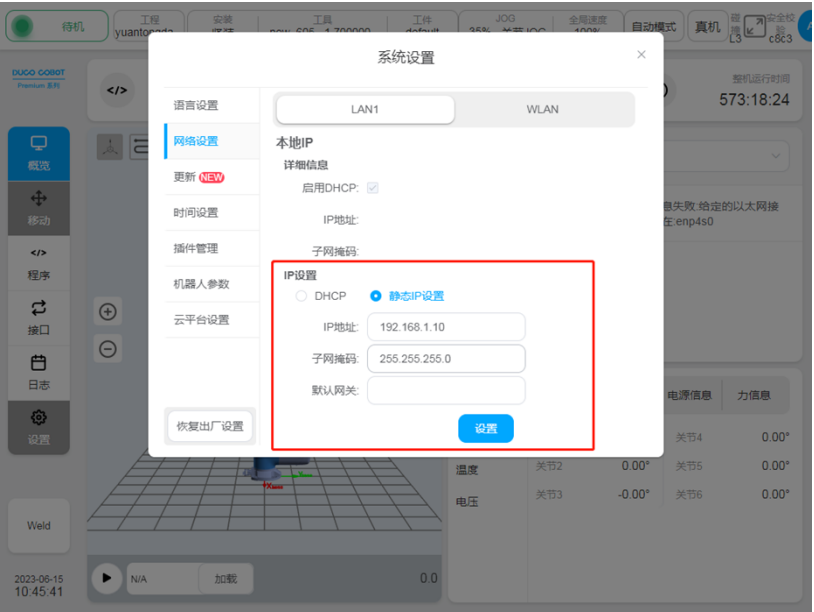 待机
工程
安装
工具
工件
JOG
全局速度
100%
自动模式
真机
安全校
L3
c8c3
系统设置
DUCO COBOT
Premium 系列
</>
语言设置
LAN1
WLAN
整机运行时间
573:18:24
网络设置
本地IP
概览
详细信息
更新 NEW
启用DHCP:
移动
时间设置
IP地址:
息失败:给定的以太网接
在:enp4s0
插件管理
子网掩码:
</>
程序
机器人参数
IP设置
DHCP
静态IP设置
云平台设置
IP地址:
192.168.1.10
接口
子网掩码:
255.255.255.0
日志
默认网关:
电源信息
力信息
恢复出厂设置
设置
设置
关节4
0.00°
温度
关节2
0.00°
关节5
0.00°
电压
关节3
-0.00°
关节6
0.00°
Weld
2023-06-15
10:45:41
N/A
加载
0.0